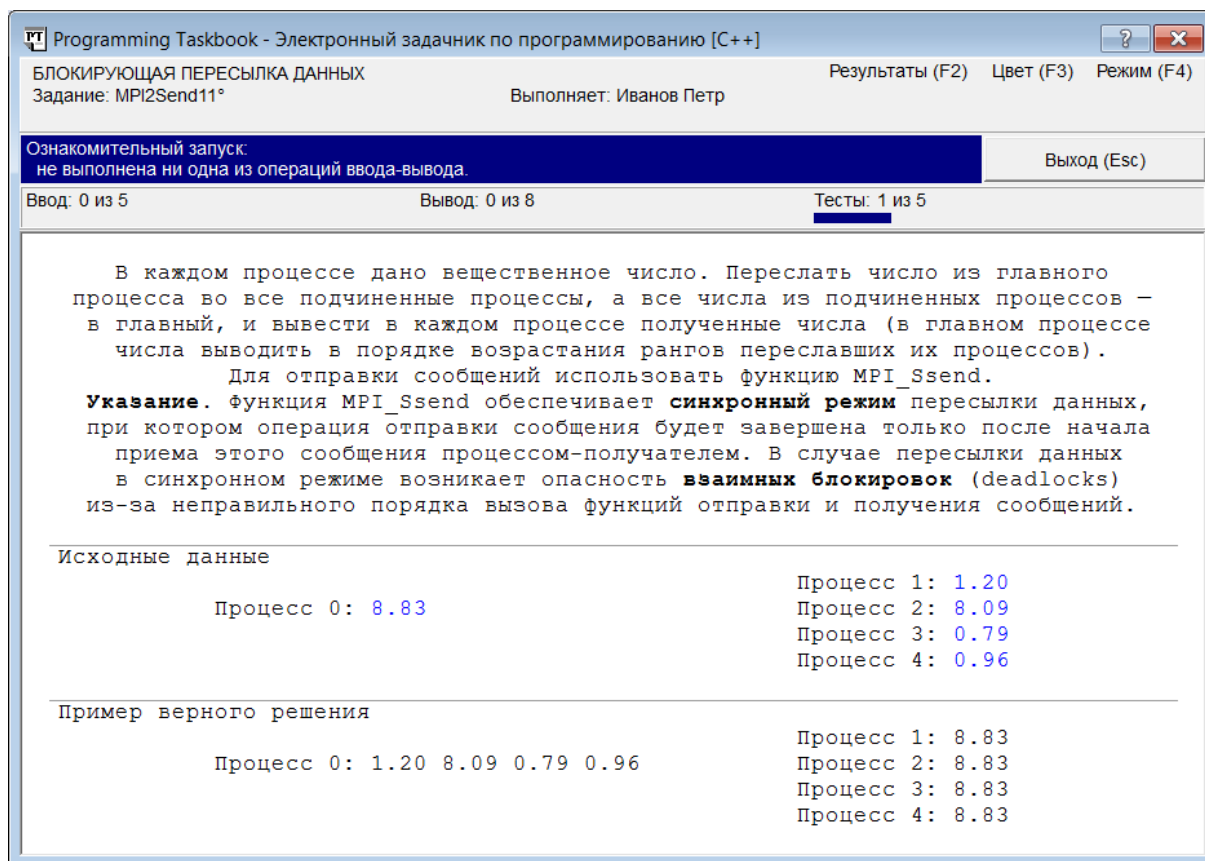 Programming Taskbook - Электронный задачник по программированию [C++]
БЛОКИРУЮЩАЯ ПЕРЕСЫЛКА ДАННЫХ
Результаты (F2) Цвет (F3) Режим (F4)
Задание: MPI2Send11° Выполняет: Иванов Петр
Ознакомительный запуск:
не выполнена ни одна из операций ввода-вывода.
Выход (Esc)
Ввод: 0 из 5 Вывод: 0 из 8 Тесты: 1 из 5
В каждом процессе дано вещественное число. Переслать число из главного
процесса во все подчиненные процессы, а все числа из подчиненных процессов —
в главный, и вывести в каждом процессе полученные числа (в главном процессе
числа выводить в порядке возрастания рангов переславших их процессов).
Для отправки сообщений использовать функцию MPI_Ssend.
Указание. Функция MPI_Ssend обеспечивает синхронный режим пересылки данных,
при котором операция отправки сообщения будет завершена только после начала
приема этого сообщения процессом-получателем. В случае пересылки данных
в синхронном режиме возникает опасность взаимных блокировок (deadlocks)
из-за неправильного порядка вызова функций отправки и получения сообщений.
Исходные данные
Процесс 1: 1.20
Процесс 0: 8.83 Процесс 2: 8.09
Процесс 3: 0.79
Процесс 4: 0.96
Пример верного решения
Процесс 1: 8.83
Процесс 0: 1.20 8.09 0.79 0.96 Процесс 2: 8.83
Процесс 3: 8.83
Процесс 4: 8.83